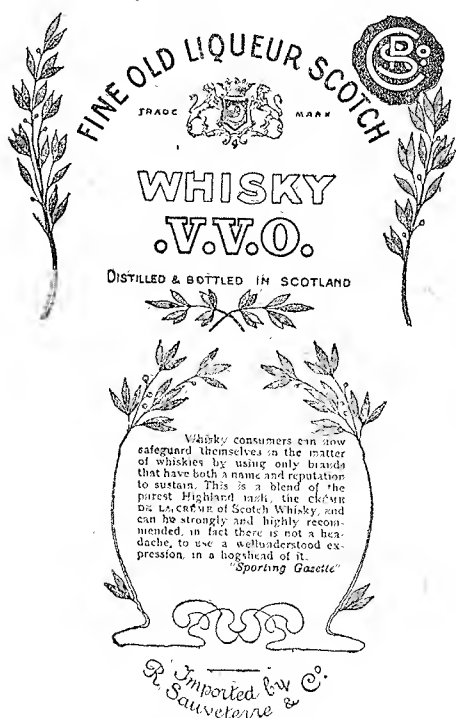 FINE OLD LIQUEUR SCOTCH
TRADE MARK
WHISKY
.V.V.O.
DISTILLED & BOTTLED IN SCOTLAND
Whisky consumers can now
safeguard themselves in the matter
of whiskies by using only brands
that have both a name and reputation
to sustain. This is a blend of the
purest Highland malt, the CRÊME
DE LA CRÊME of Scotch Whisky, and
can be strongly and highly recom-
mended, in fact there is not a hea-
dache, to use a wellunderstood ex-
pression, in a hogshead of it.
"Sporting Gazette"
Imported by
R. Sauveterre & Co.